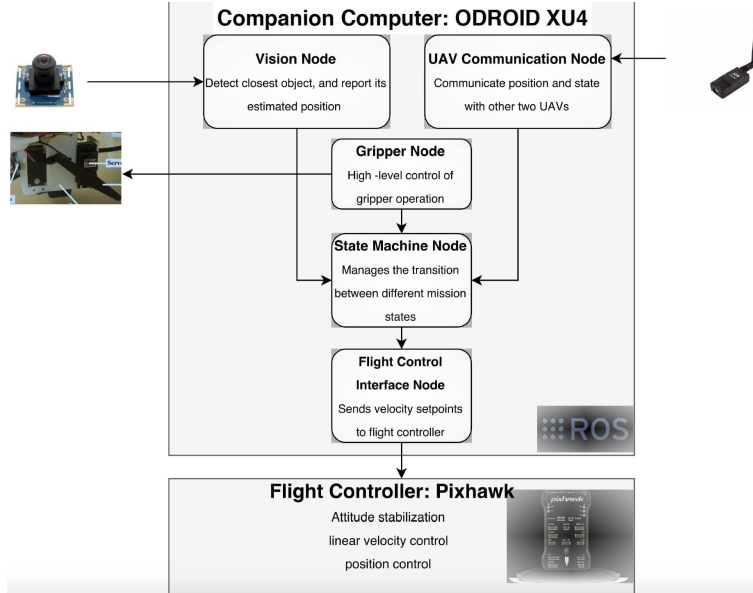 Companion Computer: ODROID XU4
Vision Node
Detect closest object, and report its
estimated position
UAV Communication Node
Communicate position and state
with other two UAVs
Gripper Node
High -level control of
gripper operation
Serv
State Machine Node
Manages the transition
between different mission
states
Flight Control
Interface Node
Sends velocity setpoints
to flight controller
ROS
Flight Controller: Pixhawk
Attitude stabilization
linear velocity control
position control
pixhawk